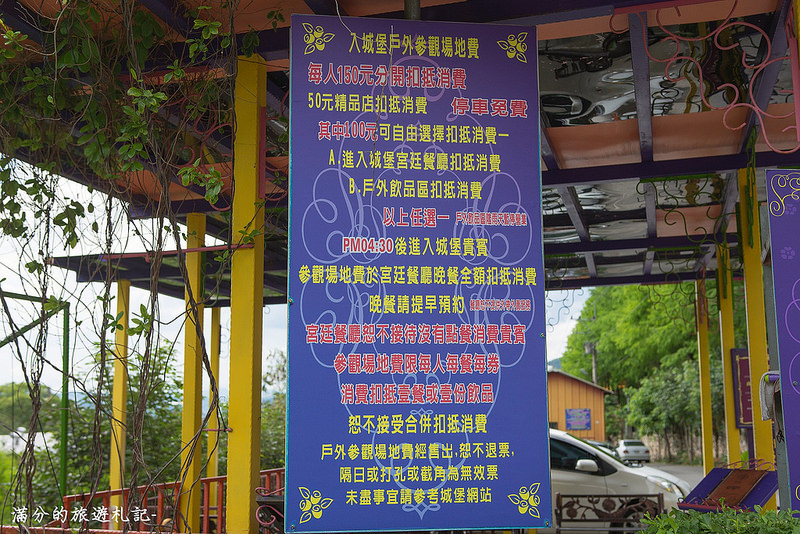 入城堡戶外參觀場地費
每人150元分開扣抵消費
50元精品店扣抵消費 停車免費
其中100元可自由選擇扣抵消費一
A.進入城堡宮廷餐廳扣抵消費
B.戶外飲品區扣抵消費
以上任選一
PM04:30後進入城堡貴賓
參觀場地費於宮廷餐廳晚餐全額扣抵消費
晚餐請提早預約
宮廷餐廳恕不接待沒有點餐消費貴賓
參觀場地費限每人每餐每券
消費扣抵壹餐或壹份飲品
恕不接受合併扣抵消費
戶外參觀場地費經售出,恕不退票,
隔日或打孔或截角為無效票
未盡事宜請參考城堡網站
滿分的旅遊札記-